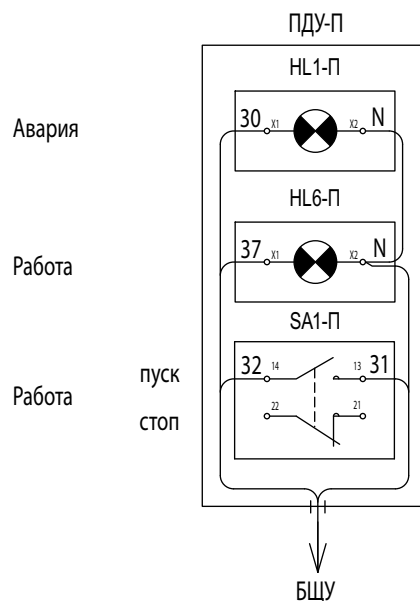 ПДУ-П
HL1-П
Авария
30 X1 X2 N
HL6-П
Работа
37 X1 X2 N
SA1-П
пуск
32 14 13 31
Работа
стоп
22 21
БЩУ